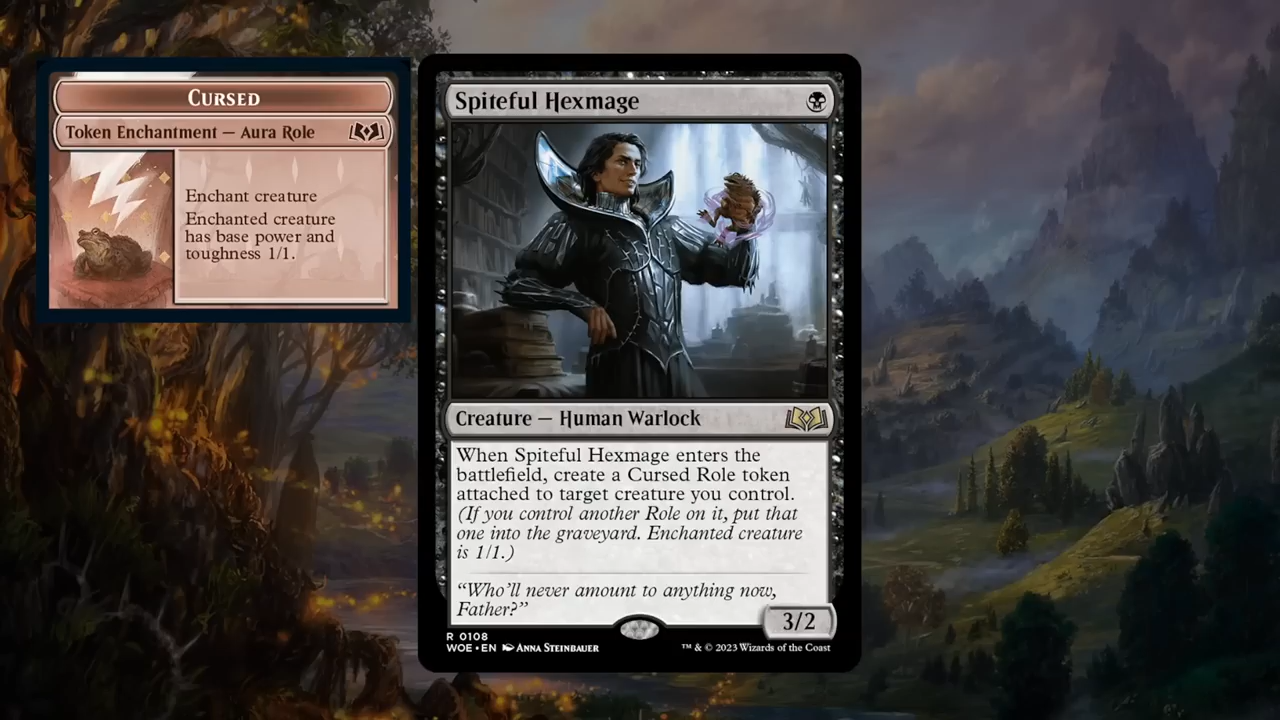 Cursed
Token Enchantment — Aura Role
Enchant creature
Enchanted creature
has base power and
toughness 1/1.
Spiteful Hexmage
Creature — Human Warlock
When Spiteful Hexmage enters the
battlefield, create a Cursed Role token
attached to target creature you control.
(If you control another Role on it, put that
one into the graveyard. Enchanted creature
is 1/1.)
“Who’ll never amount to anything now,
Father?”
3/2
R 0108
WOE • EN Anna Steinbauer
™ & © 2023 Wizards of the Coast